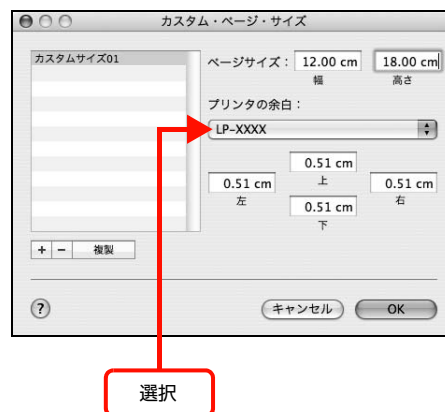 カスタム・ページ・サイズ
カスタムサイズ01
ページサイズ： 12.00 cm 18.00 cm
幅 高さ
プリンタの余白：
LP-XXXX
0.51 cm
上
0.51 cm 0.51 cm
左 右
0.51 cm
下
+ − 複製
? キャンセル OK
選択